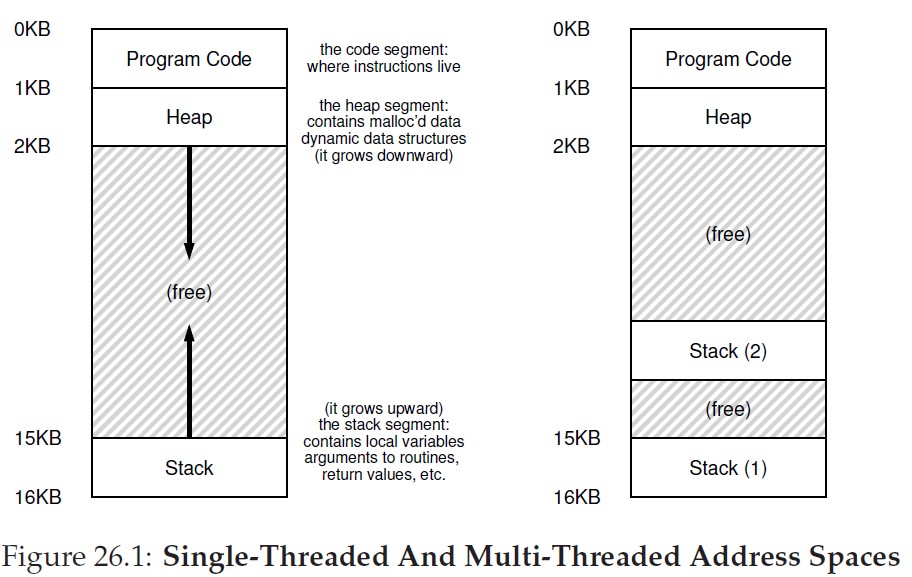 0KB
Program Code
1KB
Heap
2KB
(free)
15KB
Stack
16KB
the code segment:
where instructions live
the heap segment:
contains malloc'd data
dynamic data structures
(it grows downward)
(it grows upward)
the stack segment:
contains local variables
arguments to routines,
return values, etc.
0KB
Program Code
1KB
Heap
2KB
(free)
Stack (2)
(free)
15KB
Stack (1)
16KB
Figure 26.1: Single-Threaded And Multi-Threaded Address Spaces